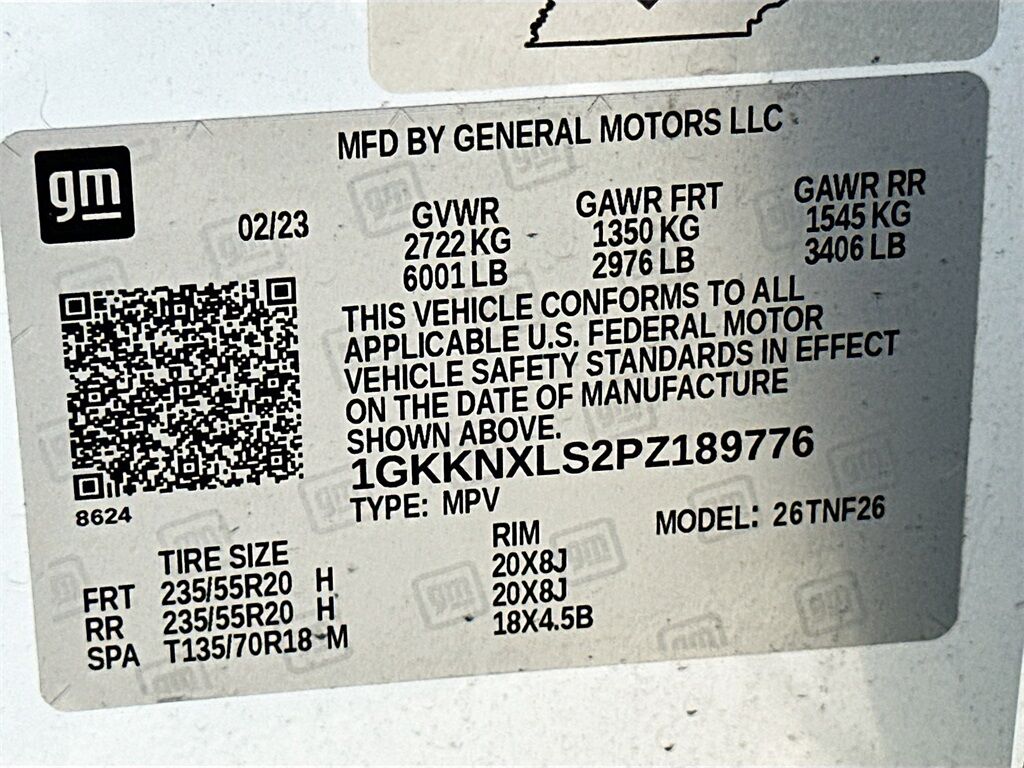 MFD BY GENERAL MOTORS LLC
gm
02/23
GVWR
2722 KG
6001 LB
GAWR FRT
1350 KG
2976 LB
GAWR RR
1545 KG
3406 LB
THIS VEHICLE CONFORMS TO ALL
APPLICABLE U.S. FEDERAL MOTOR
VEHICLE SAFETY STANDARDS IN EFFECT
ON THE DATE OF MANUFACTURE
SHOWN ABOVE.
1GKKNXLS2PZ189776
TYPE: MPV
MODEL: 26TNF26
8624
TIRE SIZE RIM
FRT 235/55R20 H 20X8J
RR 235/55R20 H 20X8J
SPA T135/70R18 M 18X4.5B